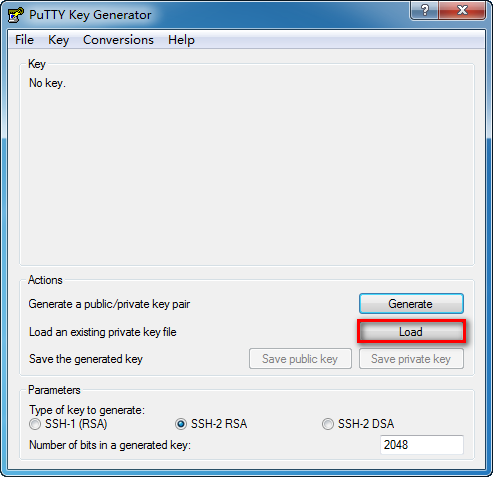 PuTTY Key Generator
File Key Conversions Help
Key
No key.
Actions
Generate a public/private key pair Generate
Load an existing private key file Load
Save the generated key Save public key Save private key
Parameters
Type of key to generate:
SSH-1 (RSA) SSH-2 RSA SSH-2 DSA
Number of bits in a generated key: 2048